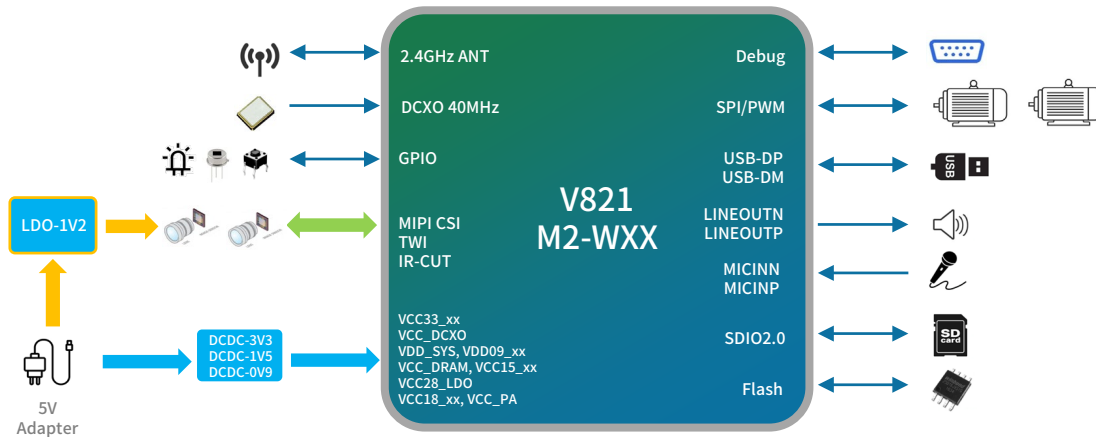 2.4GHz ANT
DCXO 40MHz
GPIO
MIPI CSI
TWI
IR-CUT
VCC33_xx
VCC_DCXO
VDD_SYS, VDD09_xx
VCC_DRAM, VCC15_xx
VCC28_LDO
VCC18_xx, VCC_PA
V821
M2-WXX
Debug
SPI/PWM
USB-DP
USB-DM
LINEOUTN
LINEOUTP
MICINN
MICINP
SDIO2.0
Flash
LDO-1V2
DCDC-3V3
DCDC-1V5
DCDC-0V9
5V
Adapter
USB
SD
card